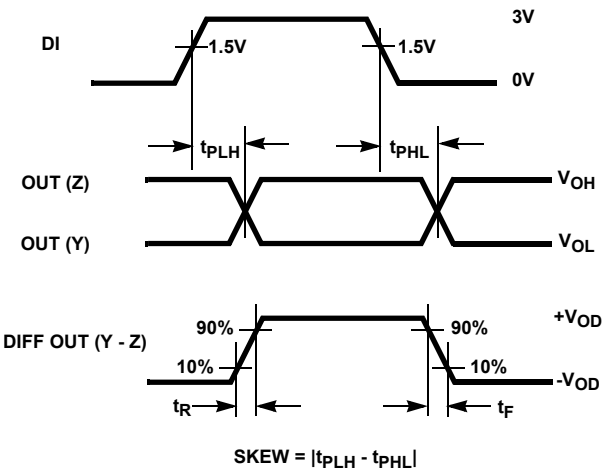 3V
DI
1.5V
1.5V
0V
tPLH
tPHL
OUT (Z)
VOH
OUT (Y)
VOL
+VOD
90%
90%
DIFF OUT (Y - Z)
10%
10%
-VOD
tR
tF
SKEW = |tPLH - tPHL|